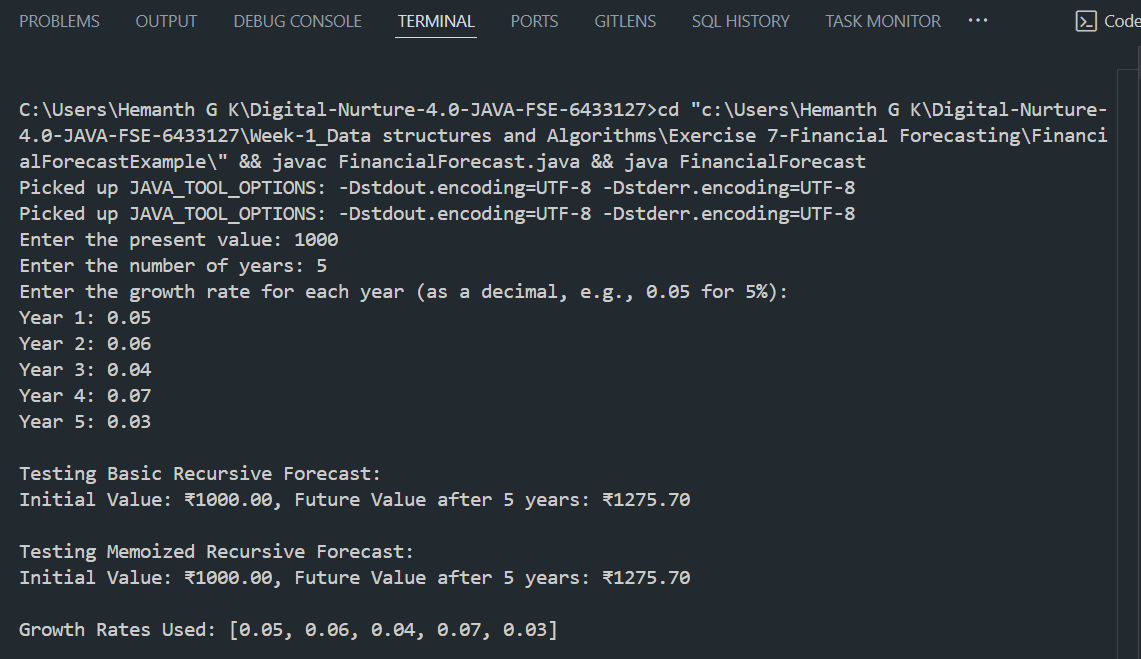 PROBLEMS OUTPUT DEBUG CONSOLE TERMINAL PORTS GITLENS SQL HISTORY TASK MONITOR ··· Code
C:\Users\Hemanth G K\Digital-Nurture-4.0-JAVA-FSE-6433127>cd "c:\Users\Hemanth G K\Digital-Nurture-
4.0-JAVA-FSE-6433127\Week-1_Data structures and Algorithms\Exercise 7-Financial Forecasting\Financi
alForecastExample\" && javac FinancialForecast.java && java FinancialForecast
Picked up JAVA_TOOL_OPTIONS: -Dstdout.encoding=UTF-8 -Dstderr.encoding=UTF-8
Picked up JAVA_TOOL_OPTIONS: -Dstdout.encoding=UTF-8 -Dstderr.encoding=UTF-8
Enter the present value: 1000
Enter the number of years: 5
Enter the growth rate for each year (as a decimal, e.g., 0.05 for 5%):
Year 1: 0.05
Year 2: 0.06
Year 3: 0.04
Year 4: 0.07
Year 5: 0.03
Testing Basic Recursive Forecast:
Initial Value: ₹1000.00, Future Value after 5 years: ₹1275.70
Testing Memoized Recursive Forecast:
Initial Value: ₹1000.00, Future Value after 5 years: ₹1275.70
Growth Rates Used: [0.05, 0.06, 0.04, 0.07, 0.03]